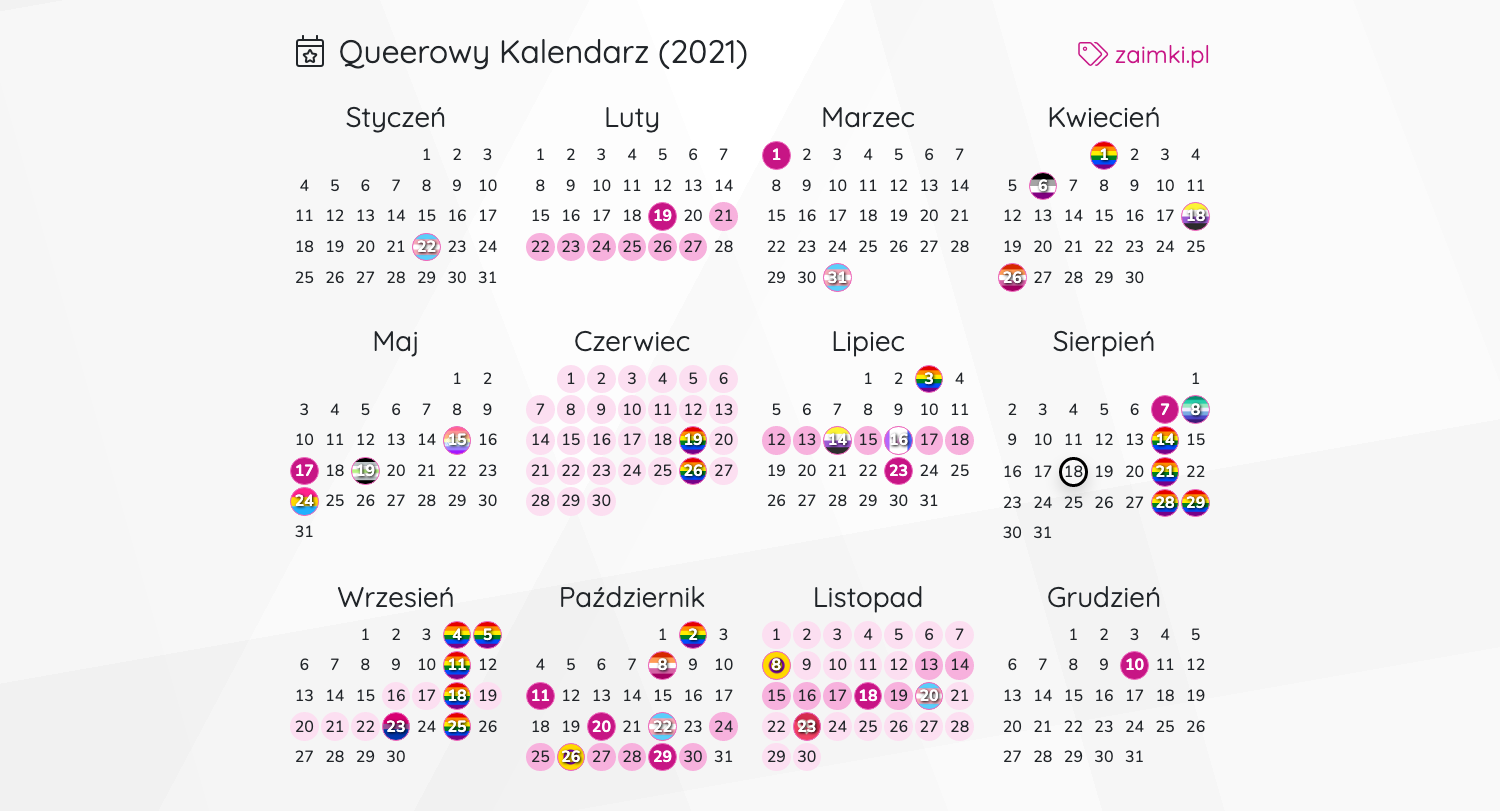 Queerowy Kalendarz (2021)
zaimki.pl
Styczeń Luty Marzec Kwiecień
1 2 3 1 2 3 4 5 6 7 1 2 3 4 5 6 7 1 2 3 4
4 5 6 7 8 9 10 8 9 10 11 12 13 14 8 9 10 11 12 13 14 5 6 7 8 9 10 11
11 12 13 14 15 16 17 15 16 17 18 19 20 21 15 16 17 18 19 20 21 12 13 14 15 16 17 18
18 19 20 21 22 23 24 22 23 24 25 26 27 28 22 23 24 25 26 27 28 19 20 21 22 23 24 25
25 26 27 28 29 30 31 29 30 31 26 27 28 29 30
Maj Czerwiec Lipiec Sierpień
1 2 1 2 3 4 5 6 1 2 3 4 1
3 4 5 6 7 8 9 7 8 9 10 11 12 13 5 6 7 8 9 10 11 2 3 4 5 6 7 8
10 11 12 13 14 15 16 14 15 16 17 18 19 20 12 13 14 15 16 17 18 9 10 11 12 13 14 15
17 18 19 20 21 22 23 21 22 23 24 25 26 27 19 20 21 22 23 24 25 16 17 18 19 20 21 22
24 25 26 27 28 29 30 28 29 30 26 27 28 29 30 31 23 24 25 26 27 28 29
31 30 31
Wrzesień Październik Listopad Grudzień
1 2 3 4 5 1 2 3 1 2 3 4 5 6 7 1 2 3 4 5
6 7 8 9 10 11 12 4 5 6 7 8 9 10 8 9 10 11 12 13 14 6 7 8 9 10 11 12
13 14 15 16 17 18 19 11 12 13 14 15 16 17 15 16 17 18 19 20 21 13 14 15 16 17 18 19
20 21 22 23 24 25 26 18 19 20 21 22 23 24 22 23 24 25 26 27 28 20 21 22 23 24 25 26
27 28 29 30 25 26 27 28 29 30 31 29 30 27 28 29 30 31